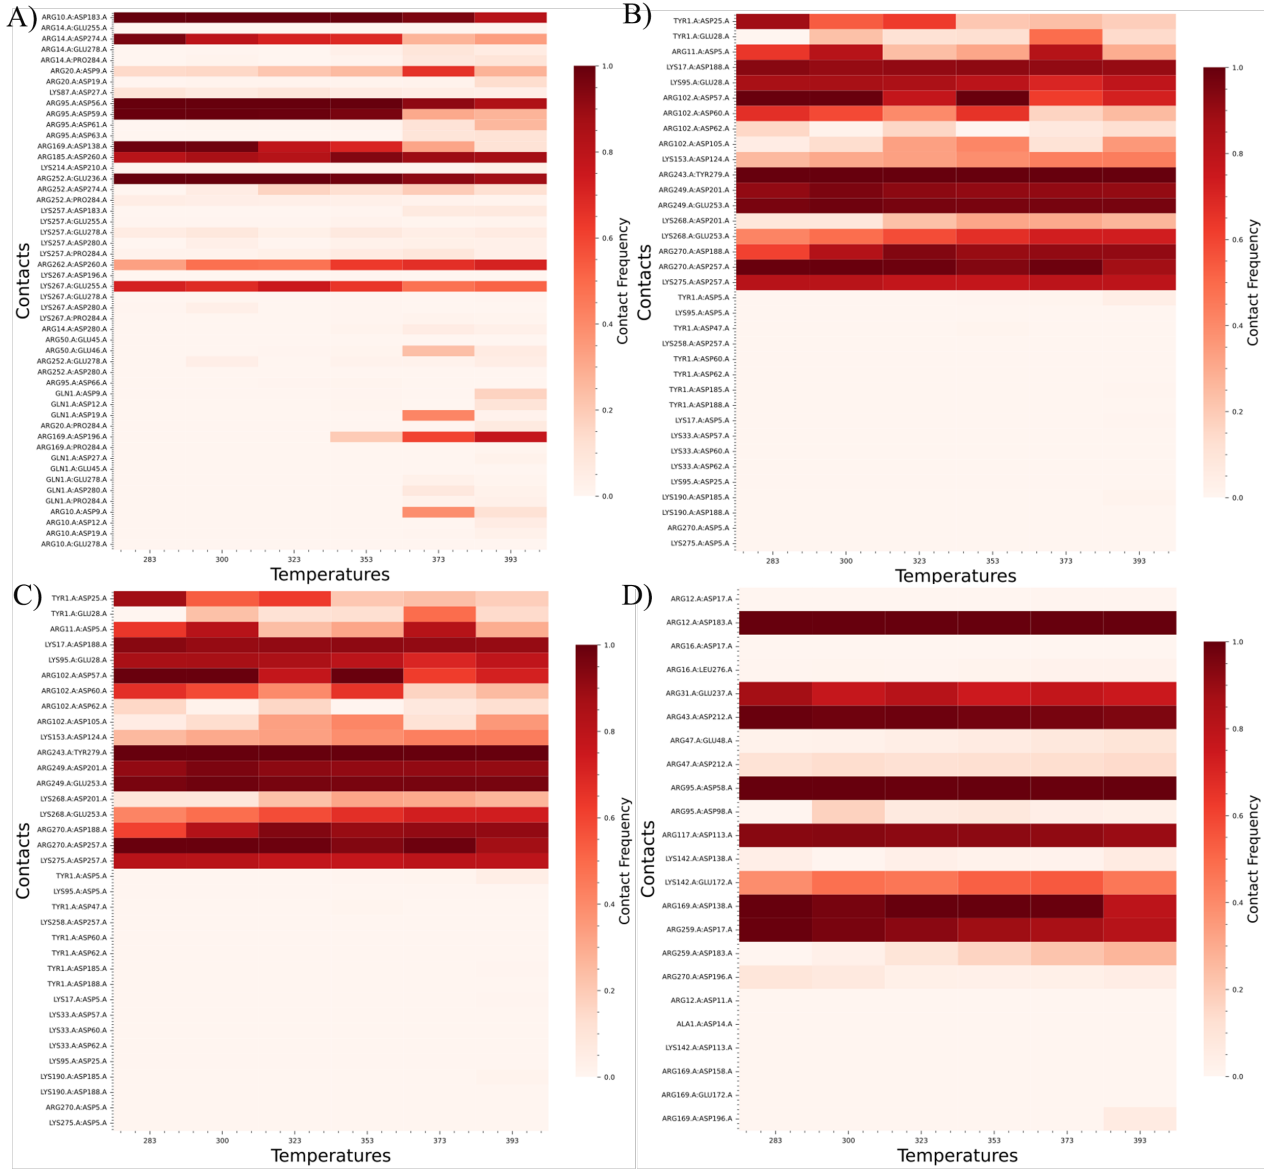 A)
ARG10.A:ASP183.A
ARG14.A:GLU255.A
ARG14.A:ASP274.A
ARG14.A:GLU278.A
ARG14.A:PRO284.A
ARG20.A:ASP9.A
ARG20.A:ASP19.A
LYS87.A:ASP27.A
ARG95.A:ASP56.A
ARG95.A:ASP59.A
ARG95.A:ASP61.A
ARG95.A:ASP63.A
ARG169.A:ASP138.A
ARG185.A:ASP260.A
LYS214.A:ASP210.A
ARG252.A:GLU236.A
ARG252.A:ASP274.A
ARG252.A:PRO284.A
LYS257.A:ASP183.A
LYS257.A:GLU255.A
LYS257.A:GLU278.A
LYS257.A:ASP280.A
LYS257.A:PRO284.A
ARG262.A:ASP260.A
LYS267.A:ASP196.A
LYS267.A:GLU255.A
LYS267.A:GLU278.A
LYS267.A:ASP280.A
LYS267.A:PRO284.A
ARG14.A:ASP280.A
ARG50.A:GLU45.A
ARG50.A:GLU46.A
ARG252.A:GLU278.A
ARG252.A:ASP280.A
ARG95.A:ASP66.A
GLN1.A:ASP9.A
GLN1.A:ASP12.A
GLN1.A:ASP19.A
ARG20.A:PRO284.A
ARG169.A:ASP196.A
ARG169.A:PRO284.A
GLN1.A:ASP27.A
GLN1.A:GLU45.A
GLN1.A:GLU278.A
GLN1.A:ASP280.A
GLN1.A:PRO284.A
ARG10.A:ASP9.A
ARG10.A:ASP12.A
ARG10.A:ASP19.A
ARG10.A:GLU278.A
Contacts
283 300 323 353 373 393
Temperatures
1.0
0.8
0.6
0.4
0.2
0.0
Contact Frequency
B)
TYR1.A:ASP25.A
TYR1.A:GLU28.A
ARG11.A:ASP5.A
LYS17.A:ASP188.A
LYS95.A:GLU28.A
ARG102.A:ASP57.A
ARG102.A:ASP60.A
ARG102.A:ASP62.A
ARG102.A:ASP105.A
LYS153.A:ASP124.A
ARG243.A:TYR279.A
ARG249.A:ASP201.A
ARG249.A:GLU253.A
LYS268.A:ASP201.A
LYS268.A:GLU253.A
ARG270.A:ASP188.A
ARG270.A:ASP257.A
LYS275.A:ASP257.A
TYR1.A:ASP5.A
LYS95.A:ASP5.A
TYR1.A:ASP47.A
LYS258.A:ASP257.A
TYR1.A:ASP60.A
TYR1.A:ASP62.A
TYR1.A:ASP185.A
TYR1.A:ASP188.A
LYS17.A:ASP5.A
LYS33.A:ASP57.A
LYS33.A:ASP60.A
LYS33.A:ASP62.A
LYS95.A:ASP25.A
LYS190.A:ASP185.A
LYS190.A:ASP188.A
ARG270.A:ASP5.A
LYS275.A:ASP5.A
Contacts
283 300 323 353 373 393
Temperatures
1.0
0.8
0.6
0.4
0.2
0.0
Contact Frequency
C)
TYR1.A:ASP25.A
TYR1.A:GLU28.A
ARG11.A:ASP5.A
LYS17.A:ASP188.A
LYS95.A:GLU28.A
ARG102.A:ASP57.A
ARG102.A:ASP60.A
ARG102.A:ASP62.A
ARG102.A:ASP105.A
LYS153.A:ASP124.A
ARG243.A:TYR279.A
ARG249.A:ASP201.A
ARG249.A:GLU253.A
LYS268.A:ASP201.A
LYS268.A:GLU253.A
ARG270.A:ASP188.A
ARG270.A:ASP257.A
LYS275.A:ASP257.A
TYR1.A:ASP5.A
LYS95.A:ASP5.A
TYR1.A:ASP47.A
LYS258.A:ASP257.A
TYR1.A:ASP60.A
TYR1.A:ASP62.A
TYR1.A:ASP185.A
TYR1.A:ASP188.A
LYS17.A:ASP5.A
LYS33.A:ASP57.A
LYS33.A:ASP60.A
LYS33.A:ASP62.A
LYS95.A:ASP25.A
LYS190.A:ASP185.A
LYS190.A:ASP188.A
ARG270.A:ASP5.A
LYS275.A:ASP5.A
Contacts
283 300 323 353 373 393
Temperatures
1.0
0.8
0.6
0.4
0.2
0.0
Contact Frequency
D)
ARG12.A:ASP17.A
ARG12.A:ASP183.A
ARG16.A:ASP17.A
ARG16.A:LEU276.A
ARG31.A:GLU237.A
ARG43.A:ASP212.A
ARG47.A:GLU48.A
ARG47.A:ASP212.A
ARG95.A:ASP58.A
ARG95.A:ASP98.A
ARG117.A:ASP113.A
LYS142.A:ASP138.A
LYS142.A:GLU172.A
ARG169.A:ASP138.A
ARG259.A:ASP17.A
ARG259.A:ASP183.A
ARG270.A:ASP196.A
ARG12.A:ASP11.A
ALA1.A:ASP14.A
LYS142.A:ASP113.A
ARG169.A:ASP158.A
ARG169.A:GLU172.A
ARG169.A:ASP196.A
Contacts
283 300 323 353 373 393
Temperatures
1.0
0.8
0.6
0.4
0.2
0.0
Contact Frequency